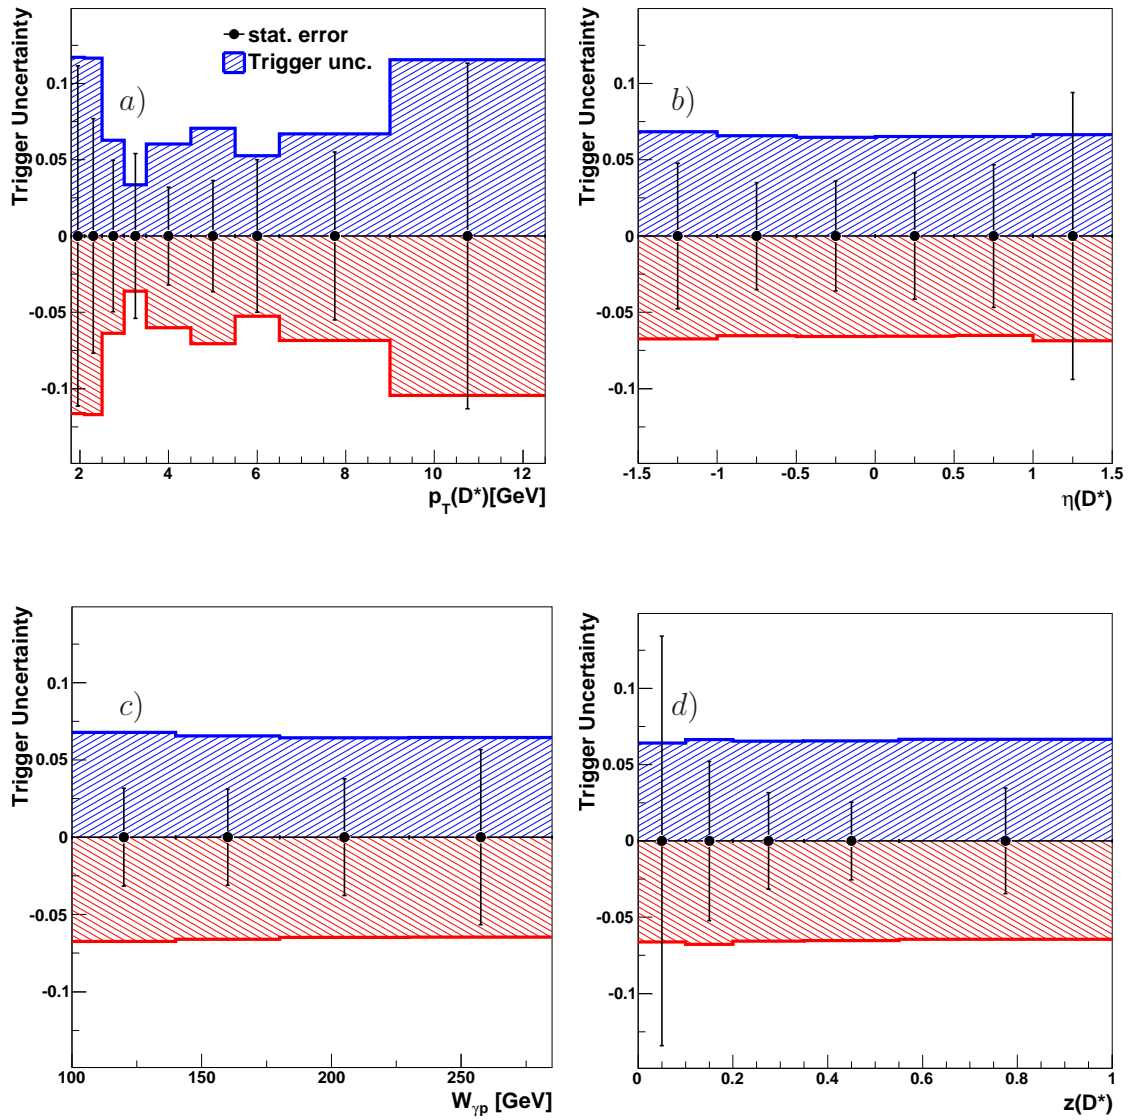 Trigger Uncertainty
stat. error
Trigger unc.
a)
0.1
0.05
0
-0.05
-0.1
2 4 6 8 10 12
p_T(D*)[GeV]
Trigger Uncertainty
b)
0.1
0.05
0
-0.05
-0.1
-1.5 -1 -0.5 0 0.5 1 1.5
η(D*)
Trigger Uncertainty
c)
0.1
0.05
0
-0.05
-0.1
100 150 200 250
W_γp [GeV]
Trigger Uncertainty
d)
0.1
0.05
0
-0.05
-0.1
0 0.2 0.4 0.6 0.8 1
z(D*)